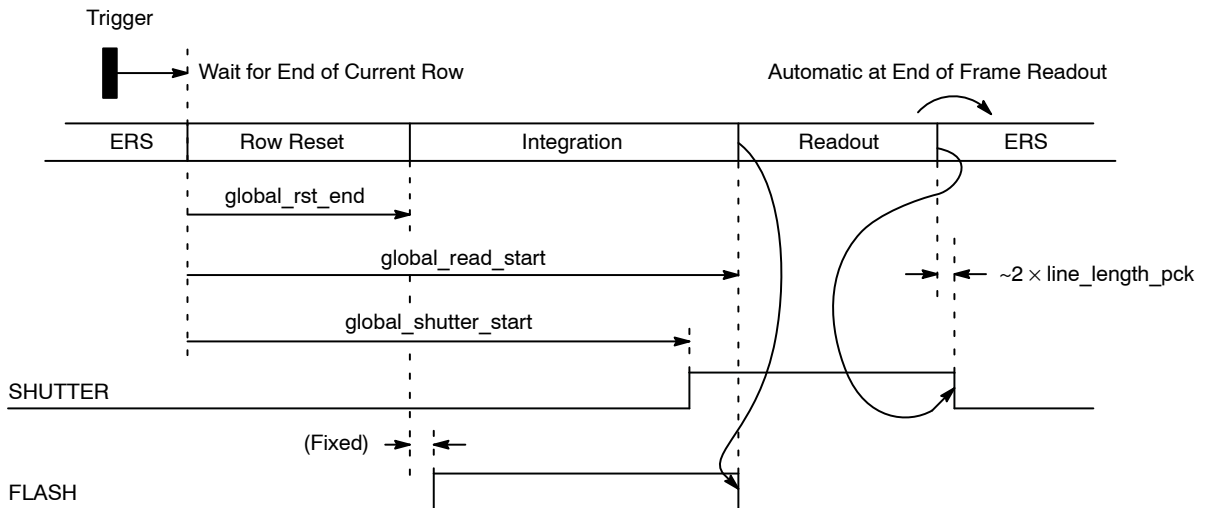 Trigger
Wait for End of Current Row
Automatic at End of Frame Readout
ERS
Row Reset
Integration
Readout
ERS
global_rst_end
global_read_start
~2 × line_length_pck
global_shutter_start
SHUTTER
(Fixed)
FLASH